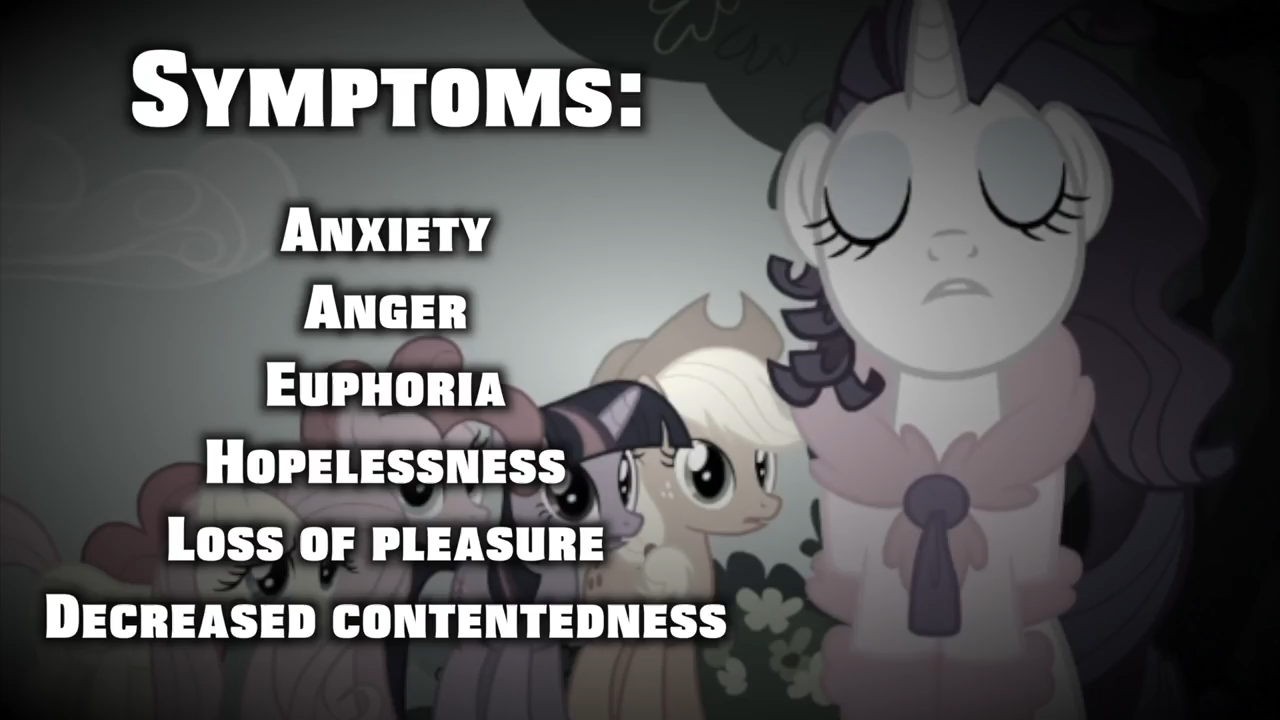 Symptoms:
Anxiety
Anger
Euphoria
Hopelessness
Loss of pleasure
Decreased contentedness